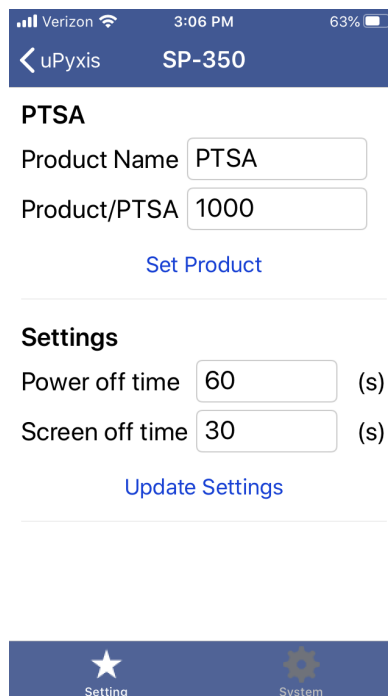 Verizon 3:06 PM 63%
uPyxis SP-350
PTSA
Product Name PTSA
Product/PTSA 1000
Set Product
Settings
Power off time 60 (s)
Screen off time 30 (s)
Update Settings
Setting System